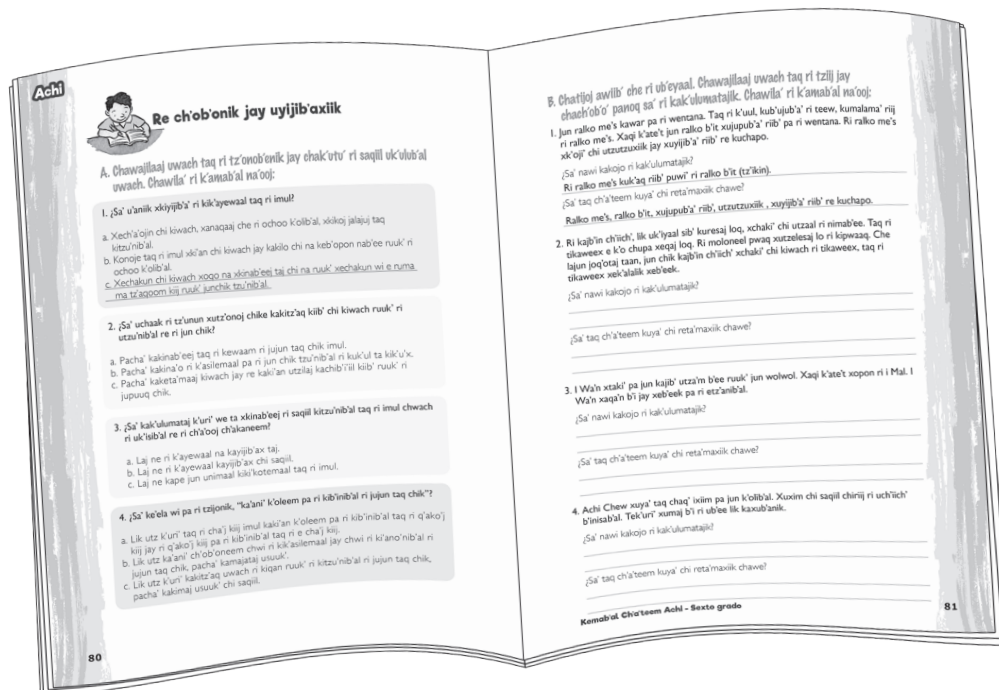 Achi
Re ch'ob'onik jay uyijib'axiik
A. Chawajilaaj uwach taq ri tz'onob'enik jay chak'utu' ri saqiil uk'ulub'al
uwach. Chawila' ri k'amab'al na'ooj:
1. ¿Sa' u'aniik xkiyijib'a' ri kik'ayewaal taq ri imul?
a. Xech'a'ojin chi kiwach, xanaqaaj che ri ochoo k'olib'al, xkikoj jalajuj taq
kitzu'nib'al.
b. Konoje taq ri imul xki'an chi kiwach jay kakilo chi na keb'opon nab'ee ruuk' ri
ochoo k'olib'al.
c. Xechakun chi kiwach xoqo na xkinab'eej taj chi na ruuk' xechakun wi e ruma
ma tz'aqoom kiij ruuk' junchik tzu'nib'al.
2. ¿Sa' uchaak ri tz'unun xutz'onoj chike kakitz'aq kiib' chi kiwach ruuk' ri
utzu'nib'al re ri jun chik?
a. Pacha' kakinab'eej taq ri kewaam ri jujun taq chik imul.
b. Pacha' kakina'o ri k'asilemaal pa ri jun chik tzu'nib'al ri kuk'ul ta kik'u'x.
c. Pacha' kaketa'maaj kiwach jay re kaki'an utzilaj kachib'i'iil kiib' ruuk' ri
jupuuq chik.
3. ¿Sa' kak'ulumataj k'uri' we ta xkinab'eej ri saqiil kitzu'nib'al taq ri imul chwach
ri uk'isib'al re ri ch'a'ooj ch'akaneem?
a. Laj ne ri k'ayewaal na kayijib'ax taj.
b. Laj ne ri k'ayewaal kayijib'ax chi saqiil.
c. Laj ne kape jun unimaal kiki'kotemaal taq ri imul.
4. ¿Sa' ke'ela wi pa ri tzijonik, "ka'ani' k'oleem pa ri kib'inib'al ri jujun taq chik"?
a. Lik utz k'uri' taq ri cha'j kiij imul kaki'an k'oleem pa ri kib'inib'al taq ri q'ako'j
kiij jay ri q'ako'j kiij pa ri kib'inib'al taq ri e cha'j kiij.
b. Lik utz ka'ani' ch'ob'oneem chwi ri kik'asilemaal jay chwi ri ki'ano'nib'al ri
jujun taq chik, pacha' kamajataj usuuk'.
c. Lik utz k'uri' kakitz'aq uwach ri kiqan ruuk' ri kitzu'nib'al ri jujun taq chik,
pacha' kakimaj usuuk' chi saqiil.
80
B. Chatijoj awiib' che ri ub'eyaal. Chawajilaaj uwach taq ri tziij jay
chach'ob'o' panoq sa' ri kak'ulumatajik. Chawila' ri k'amab'al na'ooj:
1. Jun ralko me's kawar pa ri wentana. Taq ri k'uul, kub'ujub'a' ri teew, kumalama' riij
ri ralko me's. Xaqi k'ate't jun ralko b'it xujupub'a' riib' pa ri wentana. Ri ralko me's
xk'oji' chi utzutzuxiik jay xuyijib'a' riib' re kuchapo.
¿Sa' nawi kakojo ri kak'ulumatajik?
Ri ralko me's kuk'aq riib' puwi' ri ralko b'it (tz'ikin).
¿Sa' taq ch'a'teem kuya' chi reta'maxiik chawe?
Ralko me's, ralko b'it, xujupub'a' riib', utzutzuxiik , xuyijib'a' riib' re kuchapo.
2. Ri kajb'in ch'iich', lik uk'iyaal sib' kuresaj loq, xchaki' chi utzaal ri nimab'ee. Taq ri
tikaweex e k'o chupa xeqaj loq. Ri moloneel pwaq xutzelesaj lo ri kipwaaq. Che
lajun joq'otaj taan, jun chik kajb'in ch'iich' xchaki' chi kiwach ri tikaweex, taq ri
tikaweex xek'alalik xeb'eek.
¿Sa' nawi kakojo ri kak'ulumatajik?
¿Sa' taq ch'a'teem kuya' chi reta'maxiik chawe?
3. I Wa'n xtaki' pa jun kajib' utza'm b'ee ruuk' jun wolwol. Xaqi k'ate't xopon ri i Mal. I
Wa'n xaqa'n b'i jay xeb'eek pa ri etz'anib'al.
¿Sa' nawi kakojo ri kak'ulumatajik?
¿Sa' taq ch'a'teem kuya' chi reta'maxiik chawe?
4. Achi Chew xuya' taq chaq' ixiim pa jun k'olib'al. Xuxim chi saqiil chiriij ri uch'iich'
b'inisab'al. Tek'uri' xumaj b'i ri ub'ee lik kaxub'anik.
¿Sa' nawi kakojo ri kak'ulumatajik?
¿Sa' taq ch'a'teem kuya' chi reta'maxiik chawe?
Kemab'al Ch'a'teem Achi - Sexto grado
81